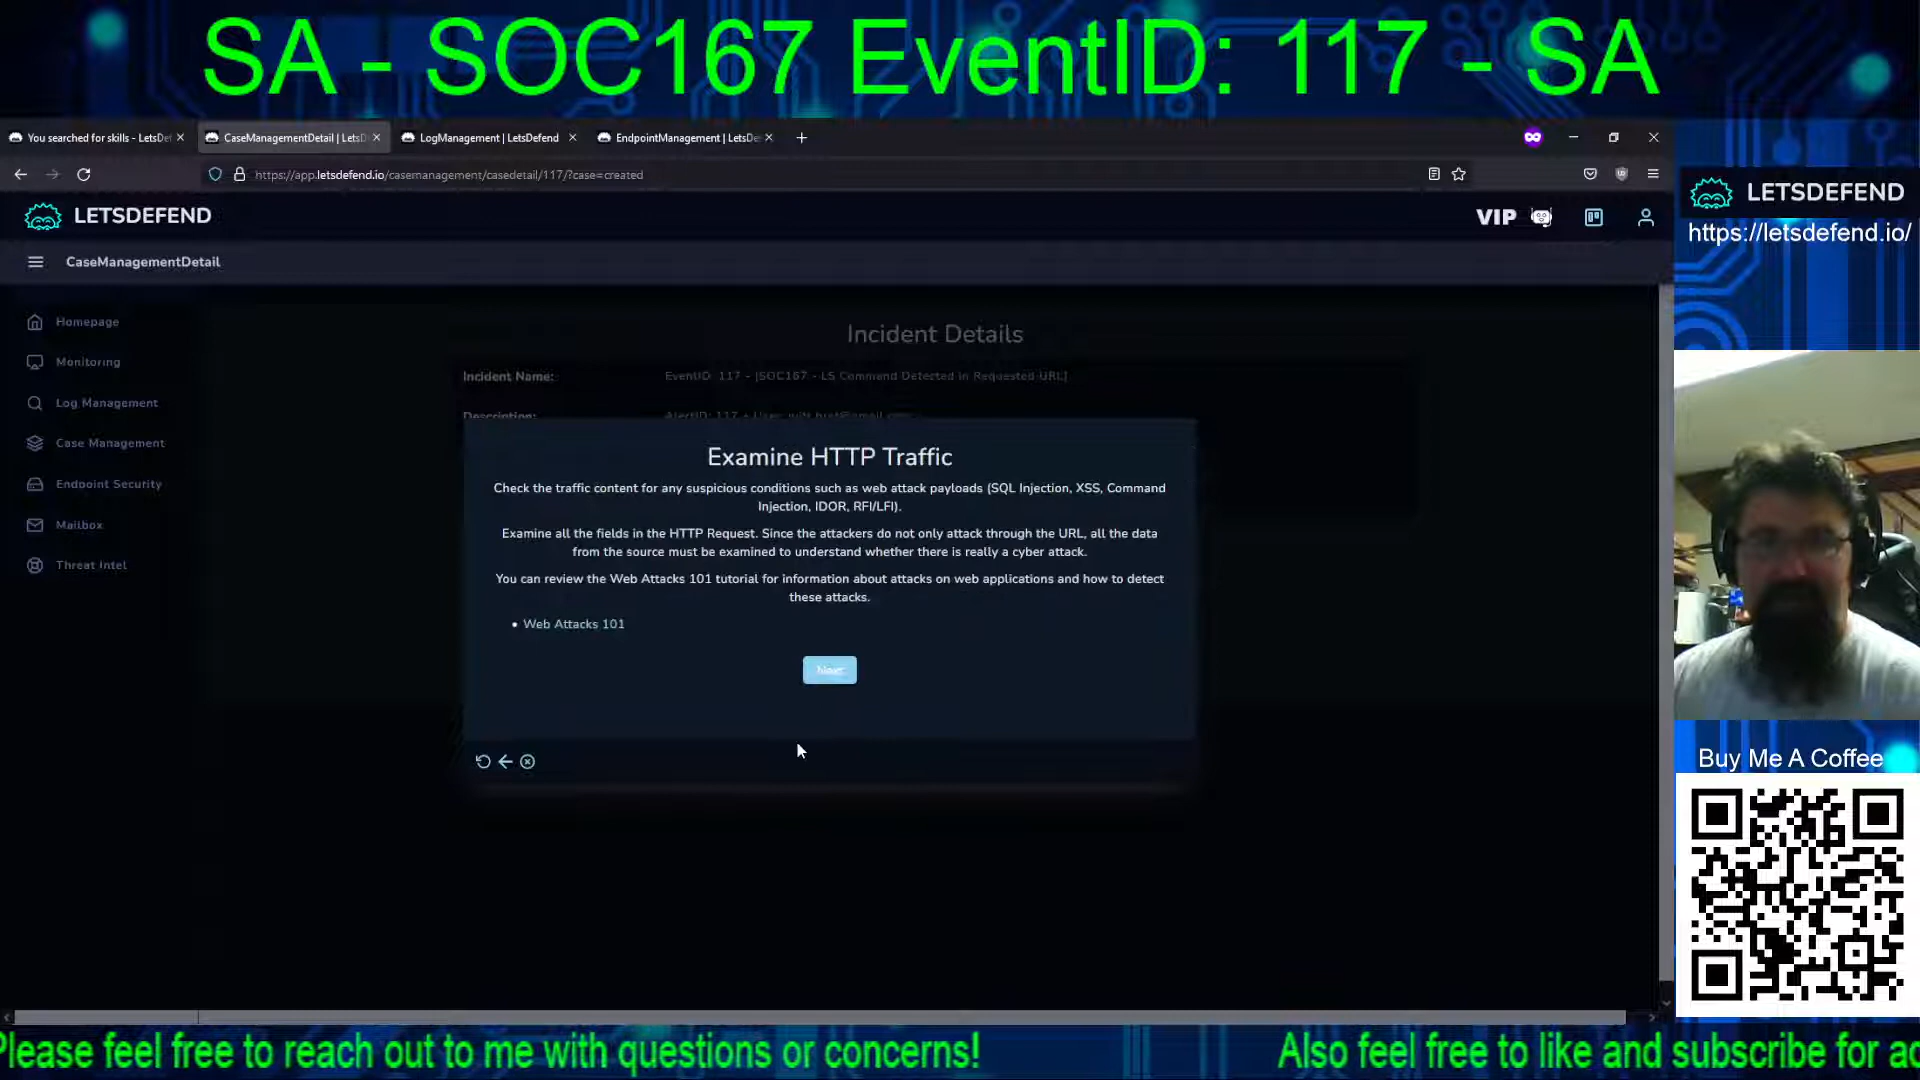 SA - SOC167 EventID: 117 - SA
You searched for skills - LetsDe
CaseManagementDetail | LetsD
LogManagement | LetsDefend
EndpointManagement | LetsDe
https://app.letsdefend.io/casemanagement/casedetail/117/?case=created
LETSDEFEND
VIP
LETSDEFEND
https://letsdefend.io/
CaseManagementDetail
Homepage
Monitoring
Log Management
Case Management
Endpoint Security
Mailbox
Threat Intel
Incident Details
Incident Name:
EventID: 117 - [SOC167 - LS Command Detected in Requested URL]
Description:
Examine HTTP Traffic
Check the traffic content for any suspicious conditions such as web attack payloads (SQL Injection, XSS, Command
Injection, IDOR, RFI/LFI).
Examine all the fields in the HTTP Request. Since the attackers do not only attack through the URL, all the data
from the source must be examined to understand whether there is really a cyber attack.
You can review the Web Attacks 101 tutorial for information about attacks on web applications and how to detect
these attacks.
• Web Attacks 101
Next
Buy Me A Coffee
Please feel free to reach out to me with questions or concerns!
Also feel free to like and subscribe for ad